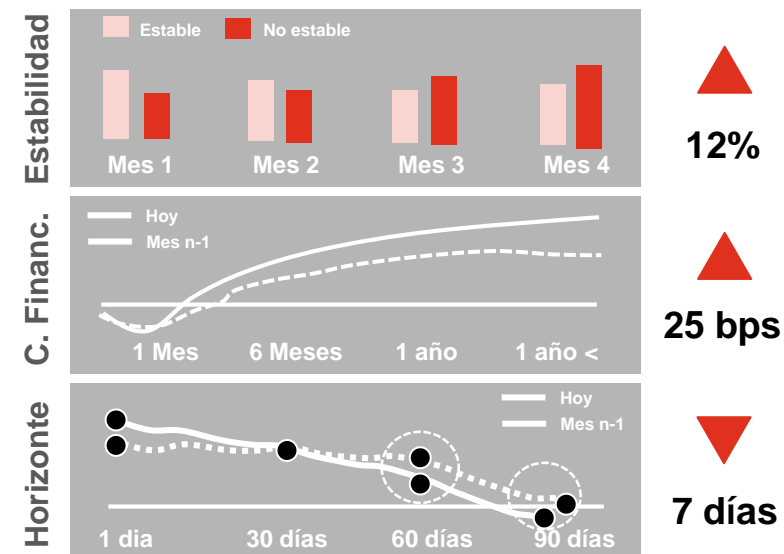 Estabilidad
Estable
No estable
Mes 1
Mes 2
Mes 3
Mes 4
12%
C. Financ.
Hoy
Mes n-1
1 Mes
6 Meses
1 año
1 año <
25 bps
Horizonte
Hoy
Mes n-1
1 dia
30 días
60 días
90 días
7 días